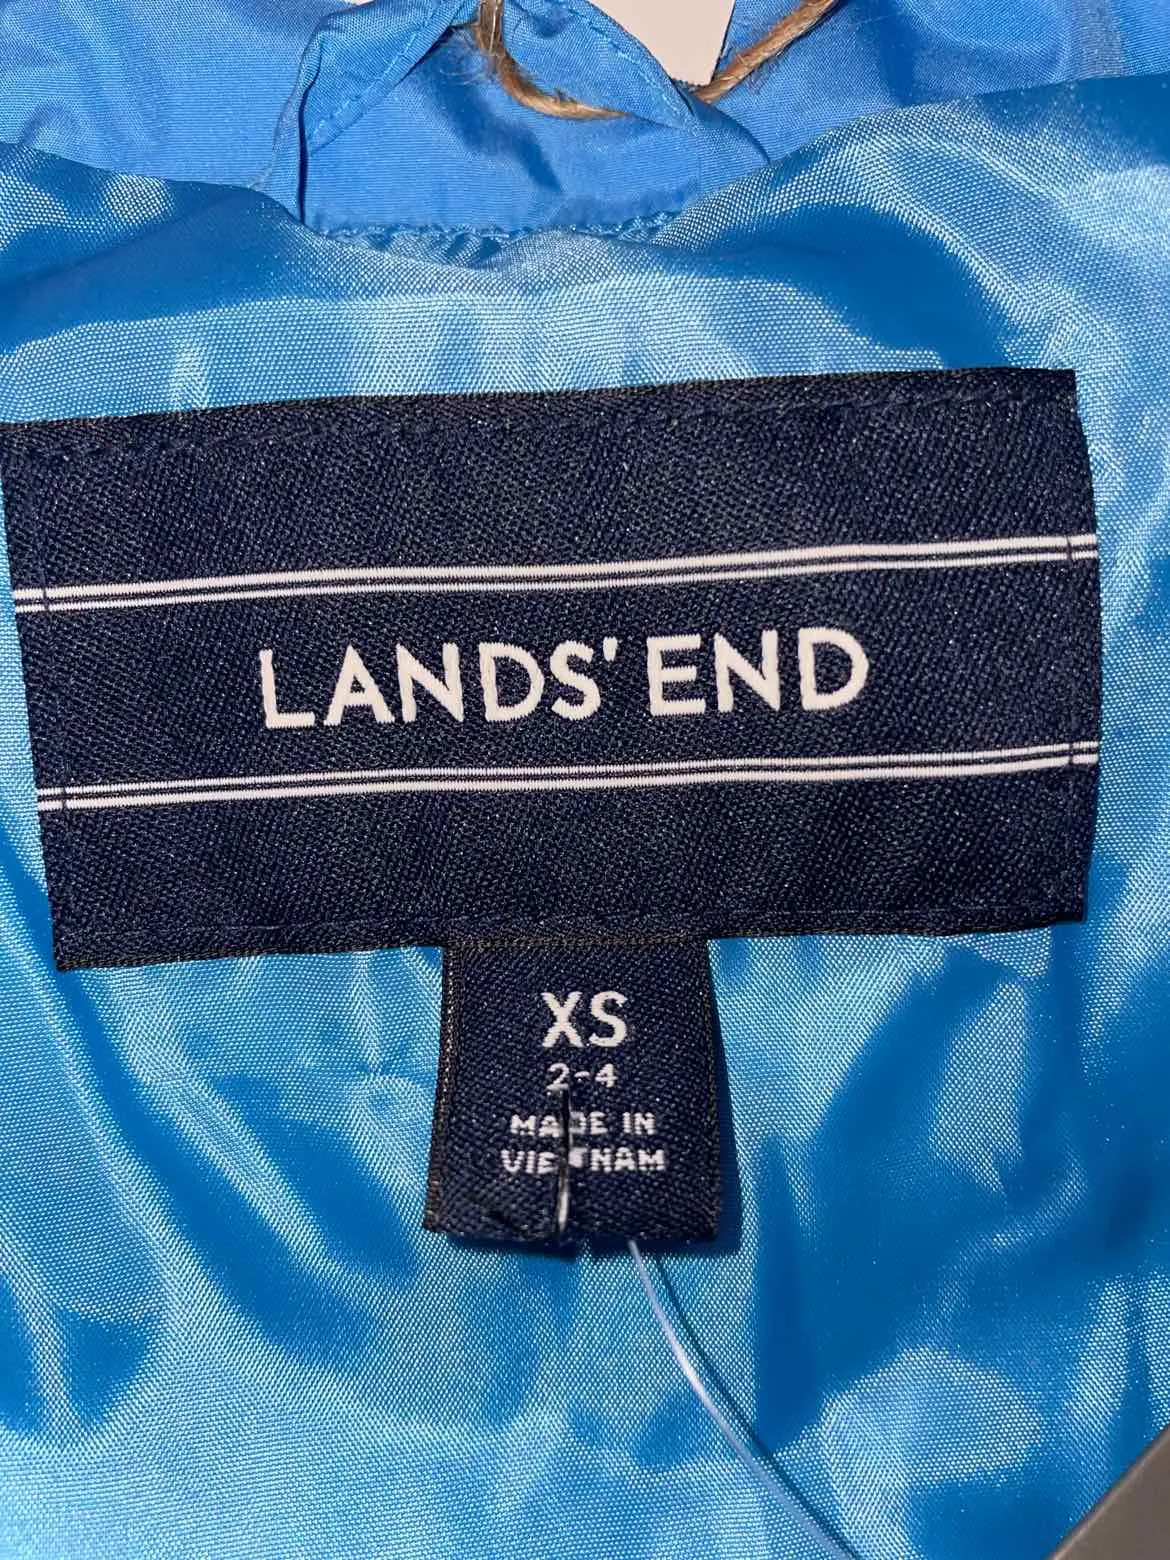 LANDS' END
XS
2-4
MADE IN
VIETNAM